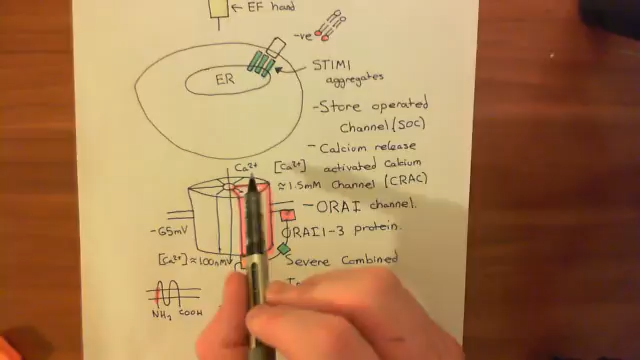 EF hand
-ve
ER
STIM1
aggregates
- Store operated
Channel (SOC)
- Calcium release
activated Calcium
Channel (CRAC)
Ca2+
[Ca2+]
≈ 1.5mM
- ORAI channel.
ORAI1-3 protein.
-65mV
[Ca2+] ≈ 100nM
Severe Combined
NH2 COOH